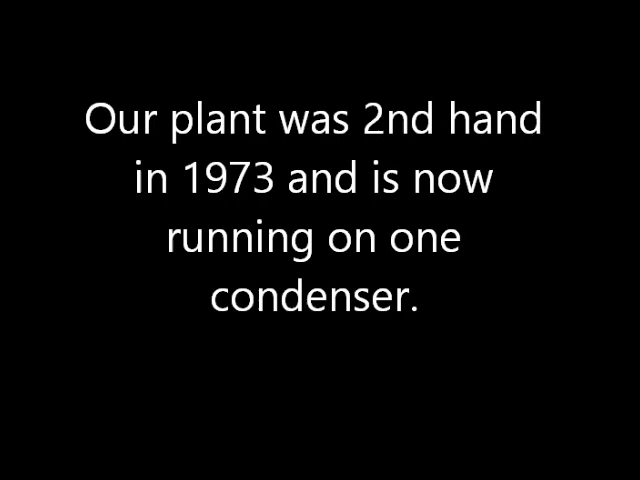 Our plant was 2nd hand
in 1973 and is now
running on one
condenser.